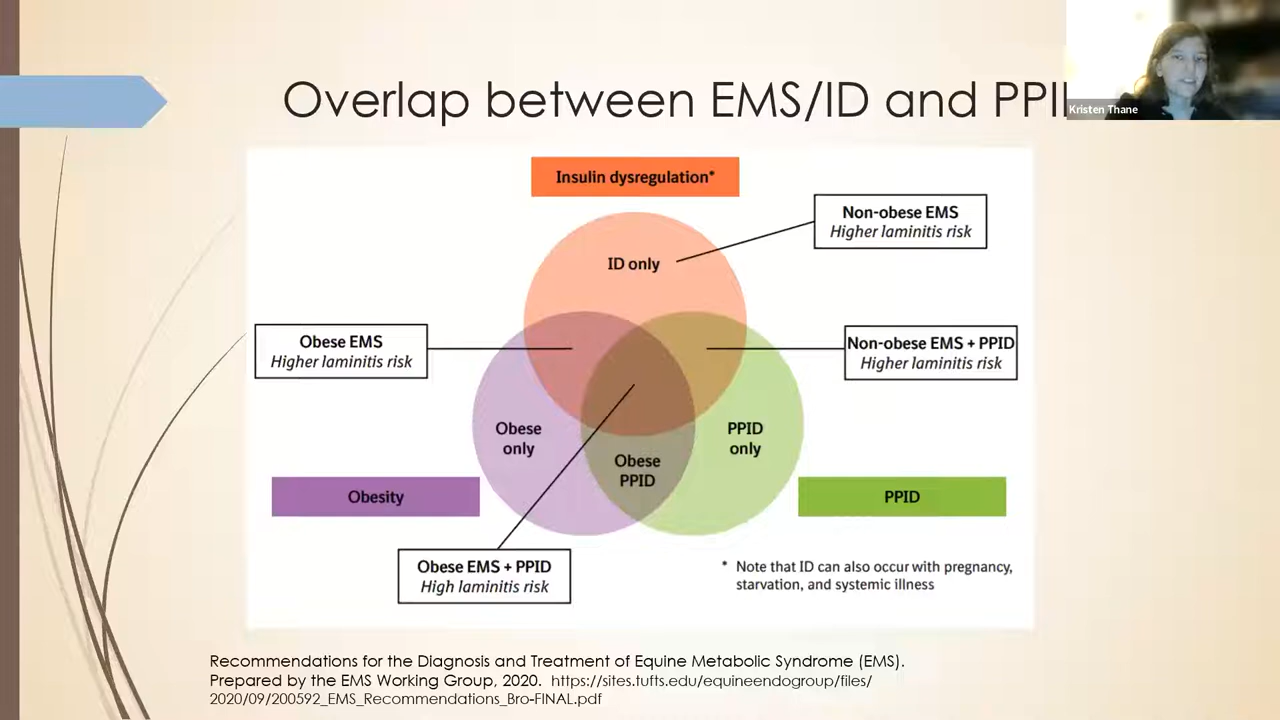 Overlap between EMS/ID and PPI
Kristen Thane
Insulin dysregulation*
Non-obese EMS
Higher laminitis risk
ID only
Obese EMS
Higher laminitis risk
Non-obese EMS + PPID
Higher laminitis risk
Obese
only
PPID
only
Obese
PPID
Obesity
PPID
Obese EMS + PPID
High laminitis risk
* Note that ID can also occur with pregnancy,
starvation, and systemic illness
Recommendations for the Diagnosis and Treatment of Equine Metabolic Syndrome (EMS).
Prepared by the EMS Working Group, 2020. https://sites.tufts.edu/equineendogroup/files/
2020/09/200592_EMS_Recommendations_Bro-FINAL.pdf